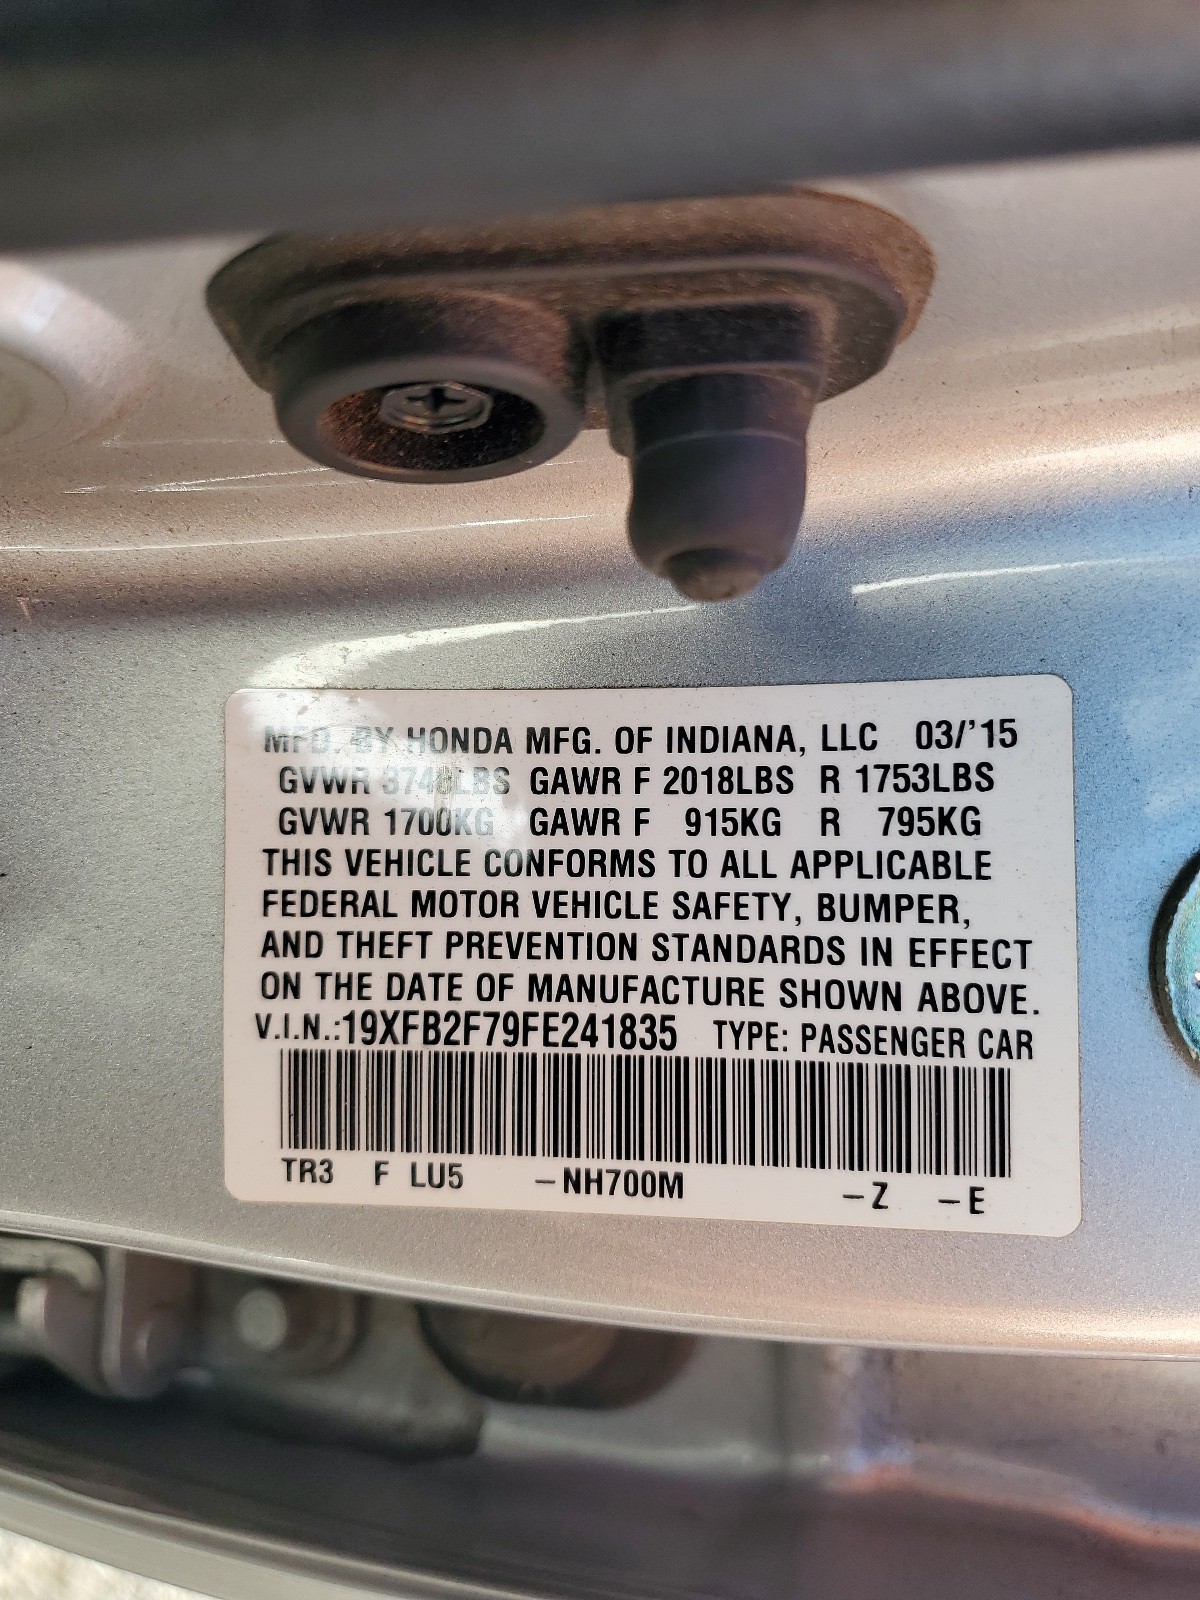 MFD. BY HONDA MFG. OF INDIANA, LLC 03/'15
GVWR 3748LBS GAWR F 2018LBS R 1753LBS
GVWR 1700KG GAWR F 915KG R 795KG
THIS VEHICLE CONFORMS TO ALL APPLICABLE
FEDERAL MOTOR VEHICLE SAFETY, BUMPER,
AND THEFT PREVENTION STANDARDS IN EFFECT
ON THE DATE OF MANUFACTURE SHOWN ABOVE.
V.I.N.:19XFB2F79FE241835 TYPE: PASSENGER CAR
TR3 F LU5 –NH700M –Z –E